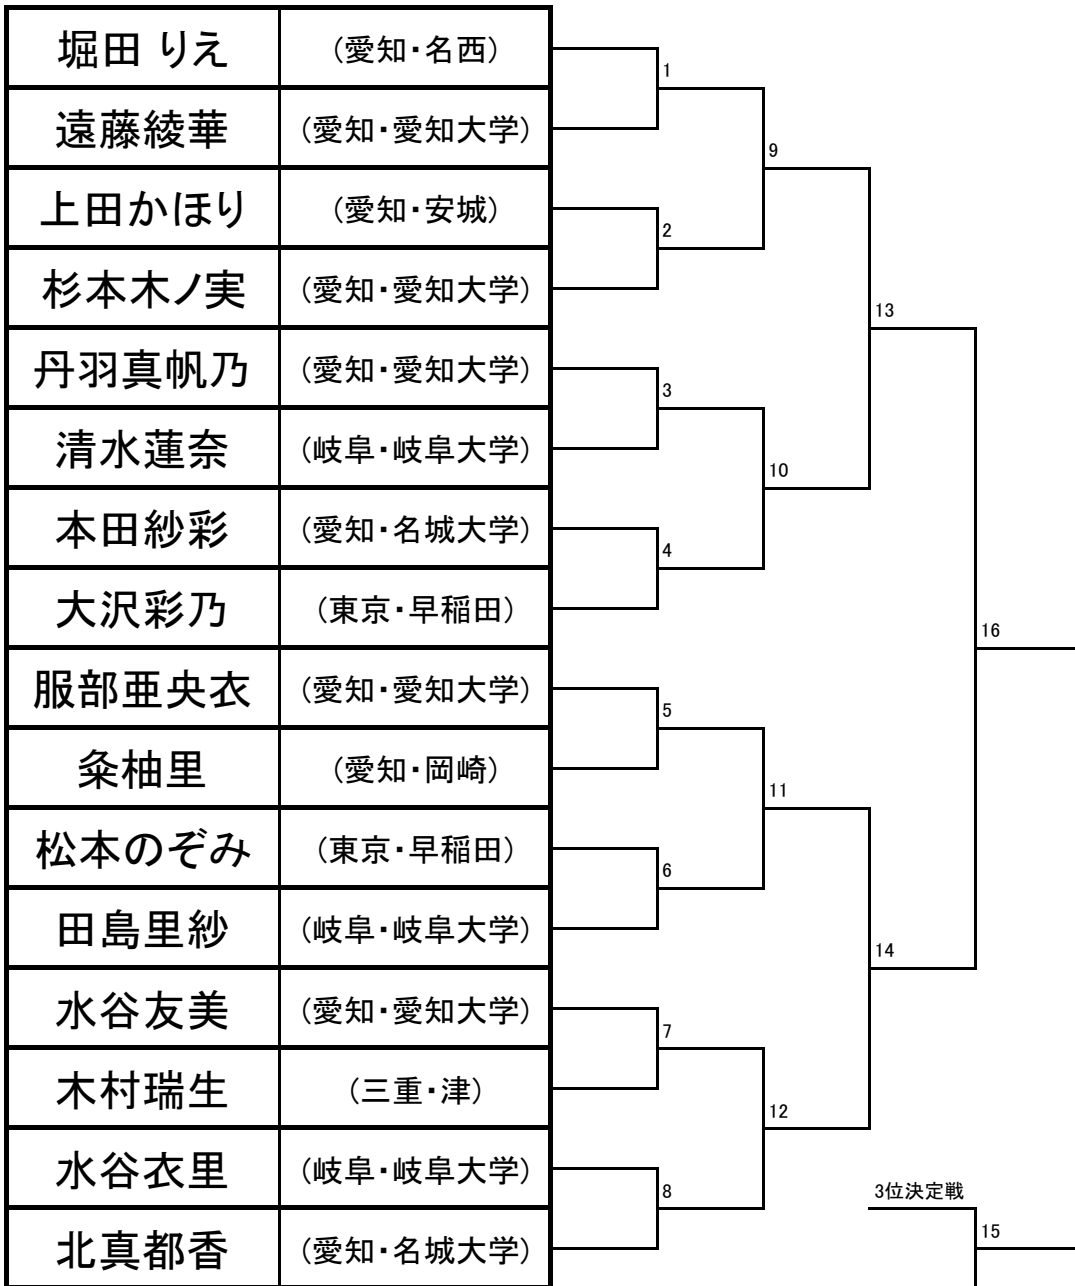 堀田 りえ (愛知・名西)
1
遠藤綾華 (愛知・愛知大学)
9
上田かほり (愛知・安城)
2
杉本木ノ実 (愛知・愛知大学)
13
丹羽真帆乃 (愛知・愛知大学)
3
清水蓮奈 (岐阜・岐阜大学)
10
本田紗彩 (愛知・名城大学)
4
大沢彩乃 (東京・早稲田)
16
服部亜央衣 (愛知・愛知大学)
5
粂柚里 (愛知・岡崎)
11
松本のぞみ (東京・早稲田)
6
田島里紗 (岐阜・岐阜大学)
14
水谷友美 (愛知・愛知大学)
7
木村瑞生 (三重・津)
12
水谷衣里 (岐阜・岐阜大学)
8
3位決定戦
15
北真都香 (愛知・名城大学)